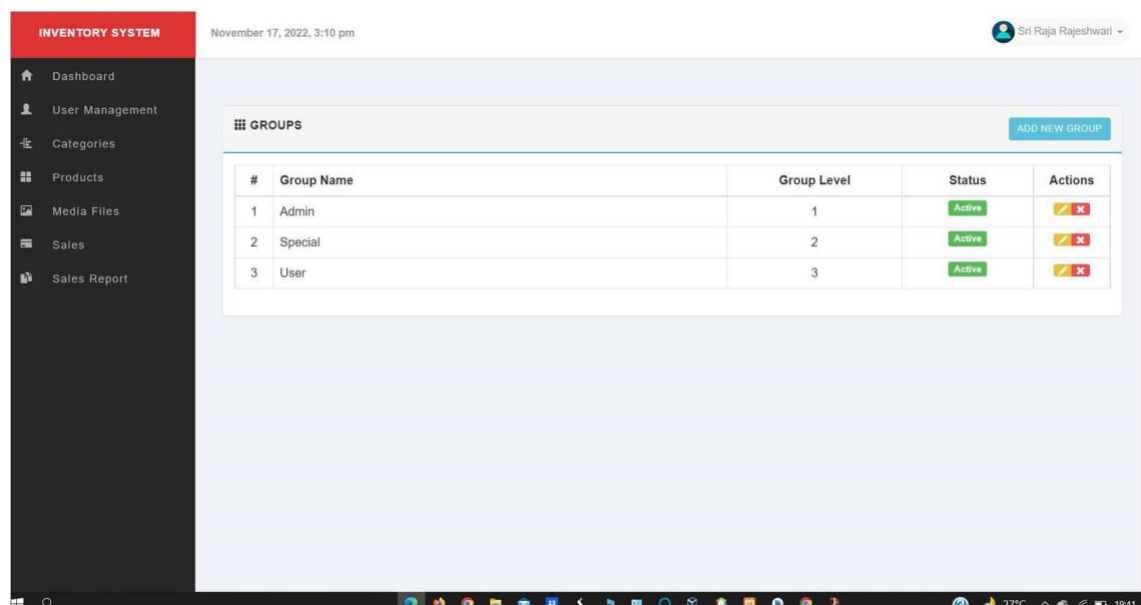 INVENTORY SYSTEM
November 17, 2022, 3:10 pm
Sri Raja Rajeshwari
Dashboard
User Management
Categories
Products
Media Files
Sales
Sales Report
GROUPS
ADD NEW GROUP
# Group Name Group Level Status Actions
1 Admin 1 Active
2 Special 2 Active
3 User 3 Active
27°C 19:41